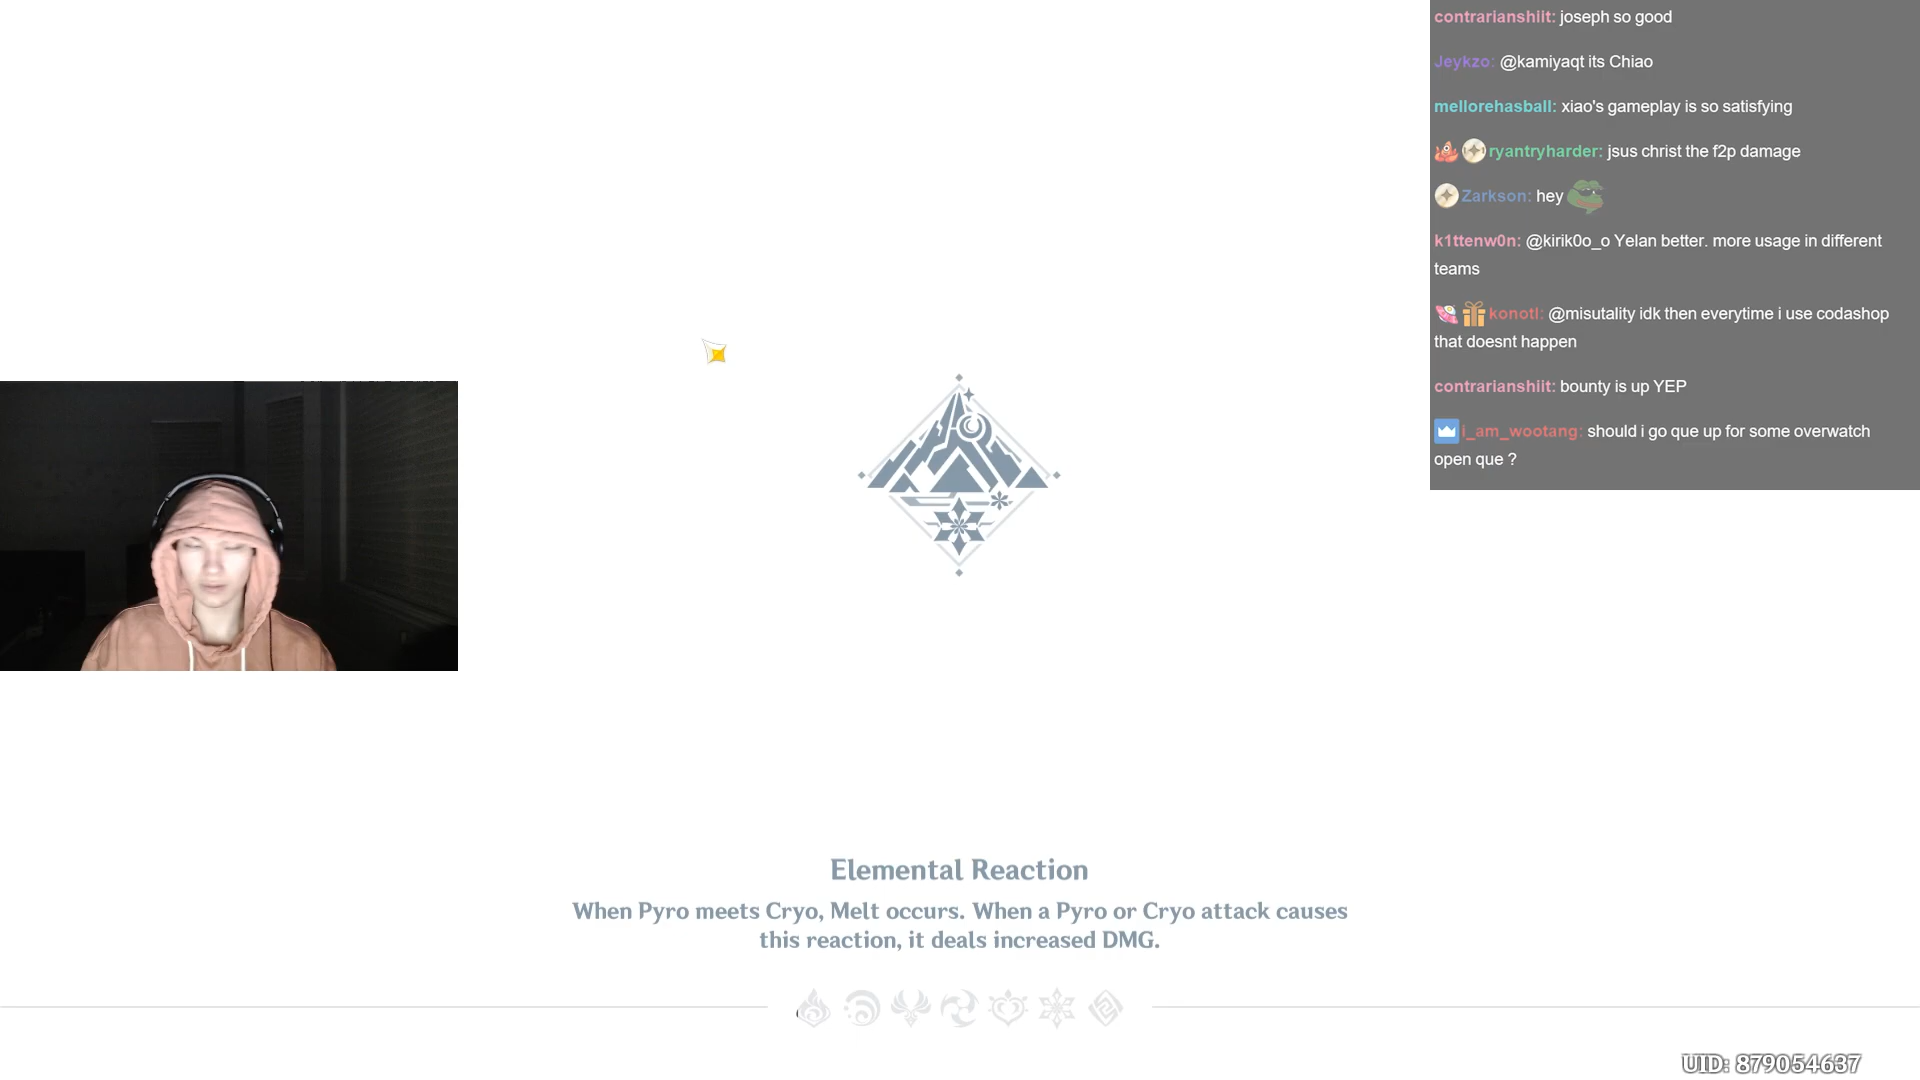 contrarianshiit: joseph so good
Jeykzo: @kamiyaqt its Chiao
mellorehasball: xiao's gameplay is so satisfying
ryantryharder: jsus christ the f2p damage
Zarkson: hey
k1ttenw0n: @kirik0o_o Yelan better. more usage in different
teams
konotl: @misutality idk then everytime i use codashop
that doesnt happen
contrarianshiit: bounty is up YEP
i_am_wootang: should i go que up for some overwatch
open que ?
Elemental Reaction
When Pyro meets Cryo, Melt occurs. When a Pyro or Cryo attack causes
this reaction, it deals increased DMG.
UID: 879054637